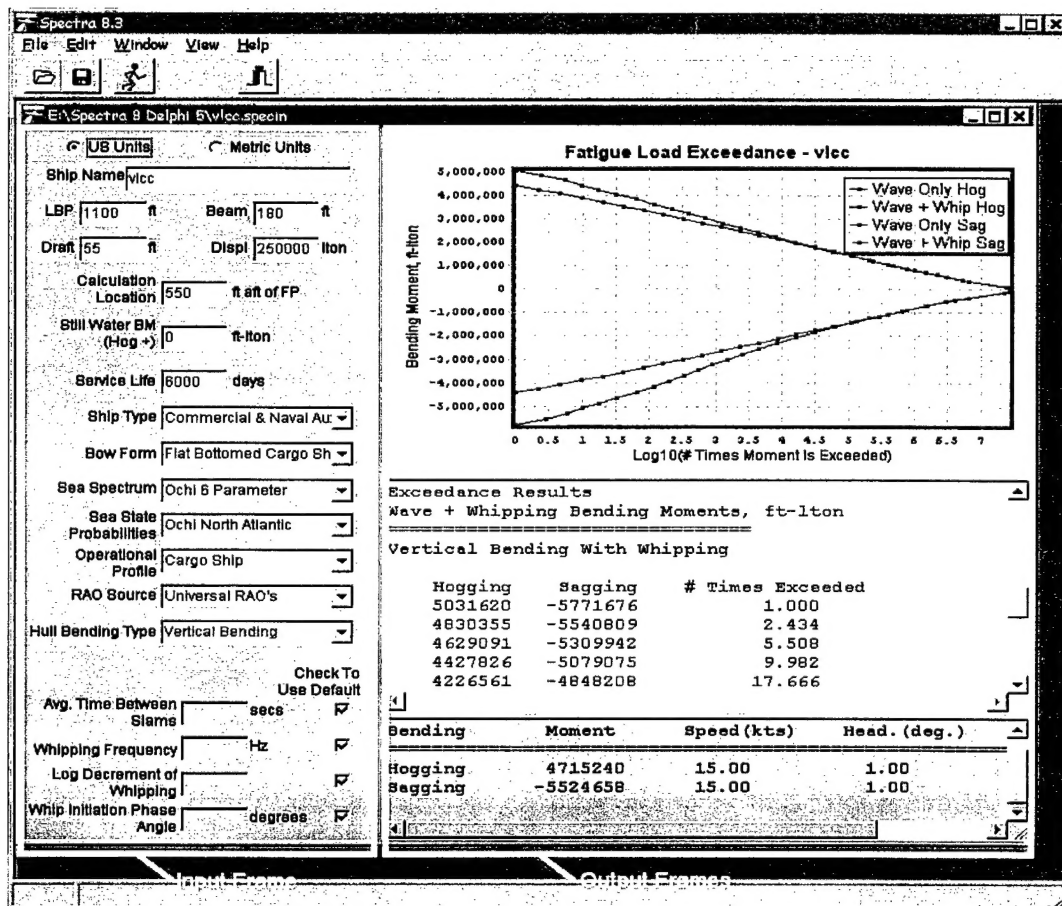 Spectra 8.3
File Edit Window View Help
E:\Spectra 8 Delphi 5\vlcc.specin
US Units Metric Units
Ship Name vlcc
LBP 1100 ft Beam 180 ft
Draft 55 ft Displ 250000 lton
Calculation Location 550 ft aft of FP
Still Water BM (Hog +) 0 ft-lton
Service Life 6000 days
Ship Type Commercial & Naval Au:
Bow Form Flat Bottomed Cargo Sh
Sea Spectrum Ochi 6 Parameter
Sea State Probabilities Ochi North Atlantic
Operational Profile Cargo Ship
RAO Source Universal RAO's
Hull Bending Type Vertical Bending
Check To Use Default
Avg. Time Between Slams secs
Whipping Frequency Hz
Log Decrement of Whipping
Whip Initiation Phase Angle degrees
Input Frame
Fatigue Load Exceedance - vlcc
Bending Moment, ft-lton
5,000,000
4,000,000
3,000,000
2,000,000
1,000,000
0
-1,000,000
-2,000,000
-3,000,000
-4,000,000
-5,000,000
Wave Only Hog
Wave + Whip Hog
Wave Only Sag
Wave + Whip Sag
0 0.5 1 1.5 2 2.5 3 3.5 4 4.5 5 5.5 6 6.5 7
Log10(# Times Moment Is Exceeded)
Exceedance Results
Wave + Whipping Bending Moments, ft-lton
Vertical Bending With Whipping
Hogging Sagging # Times Exceeded
5031620 -5771676 1.000
4830355 -5540809 2.434
4629091 -5309942 5.508
4427826 -5079075 9.982
4226561 -4848208 17.666
Bending Moment Speed(kts) Head.(deg.)
Hogging 4715240 15.00 1.00
Sagging -5524658 15.00 1.00
Output Frames